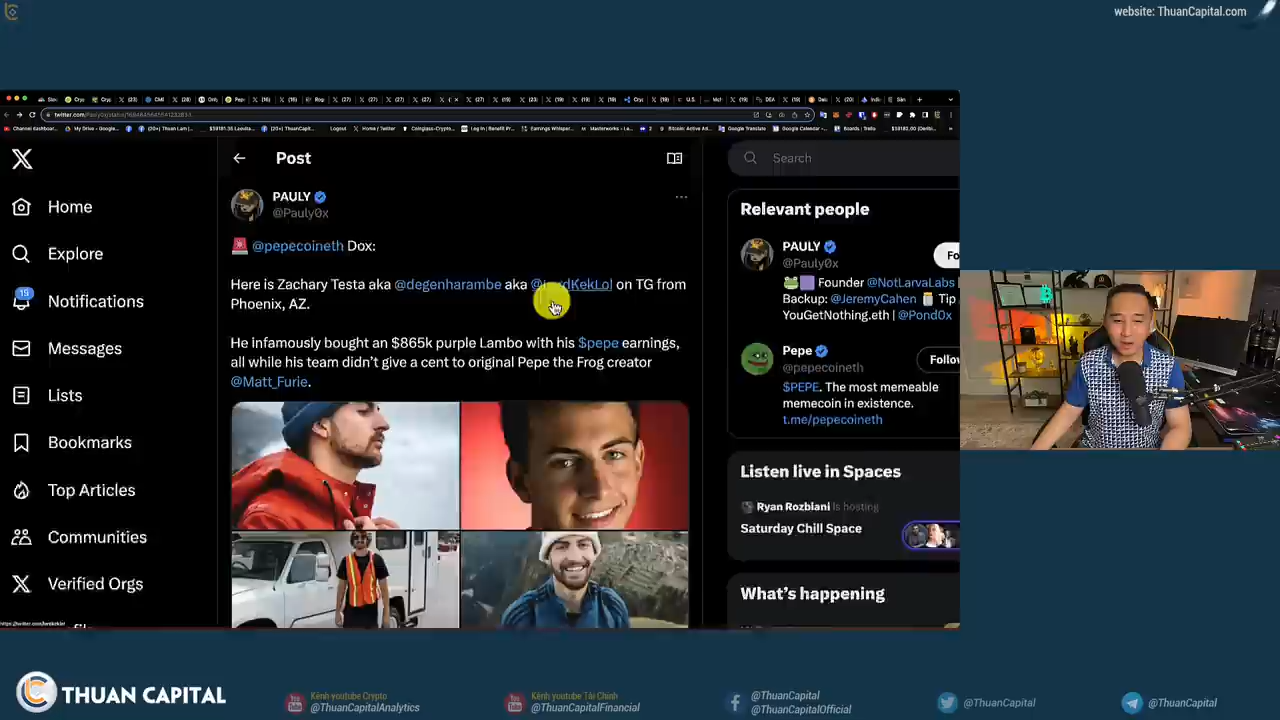 website: ThuanCapital.com
Post
Search
PAULY
@Pauly0x
🚨 @pepecoineth Dox:
Here is Zachary Testa aka @degenharambe aka @LordKekLol on TG from
Phoenix, AZ.
He infamously bought an $865k purple Lambo with his $pepe earnings,
all while his team didn't give a cent to original Pepe the Frog creator
@Matt_Furie.
Home
Explore
19
Notifications
Messages
Lists
Bookmarks
Top Articles
Communities
Verified Orgs
Relevant people
PAULY
@Pauly0x
Fo
🐸🟪 Founder @NotLarvaLabs
Backup: @JeremyCahen 🫙 Tip
YouGetNothing.eth | @Pond0x
Pepe
@pepecoineth
Follo
$PEPE. The most memeable
memecoin in existence.
t.me/pepecoineth
Listen live in Spaces
Ryan Rozbiani is hosting
Saturday Chill Space
What's happening
THUAN CAPITAL
Kênh youtube Crypto
@ThuanCapitalAnalytics
Kênh youtube Tài Chính
@ThuanCapitalFinancial
@ThuanCapital
@ThuanCapitalOfficial
@ThuanCapital
@ThuanCapital